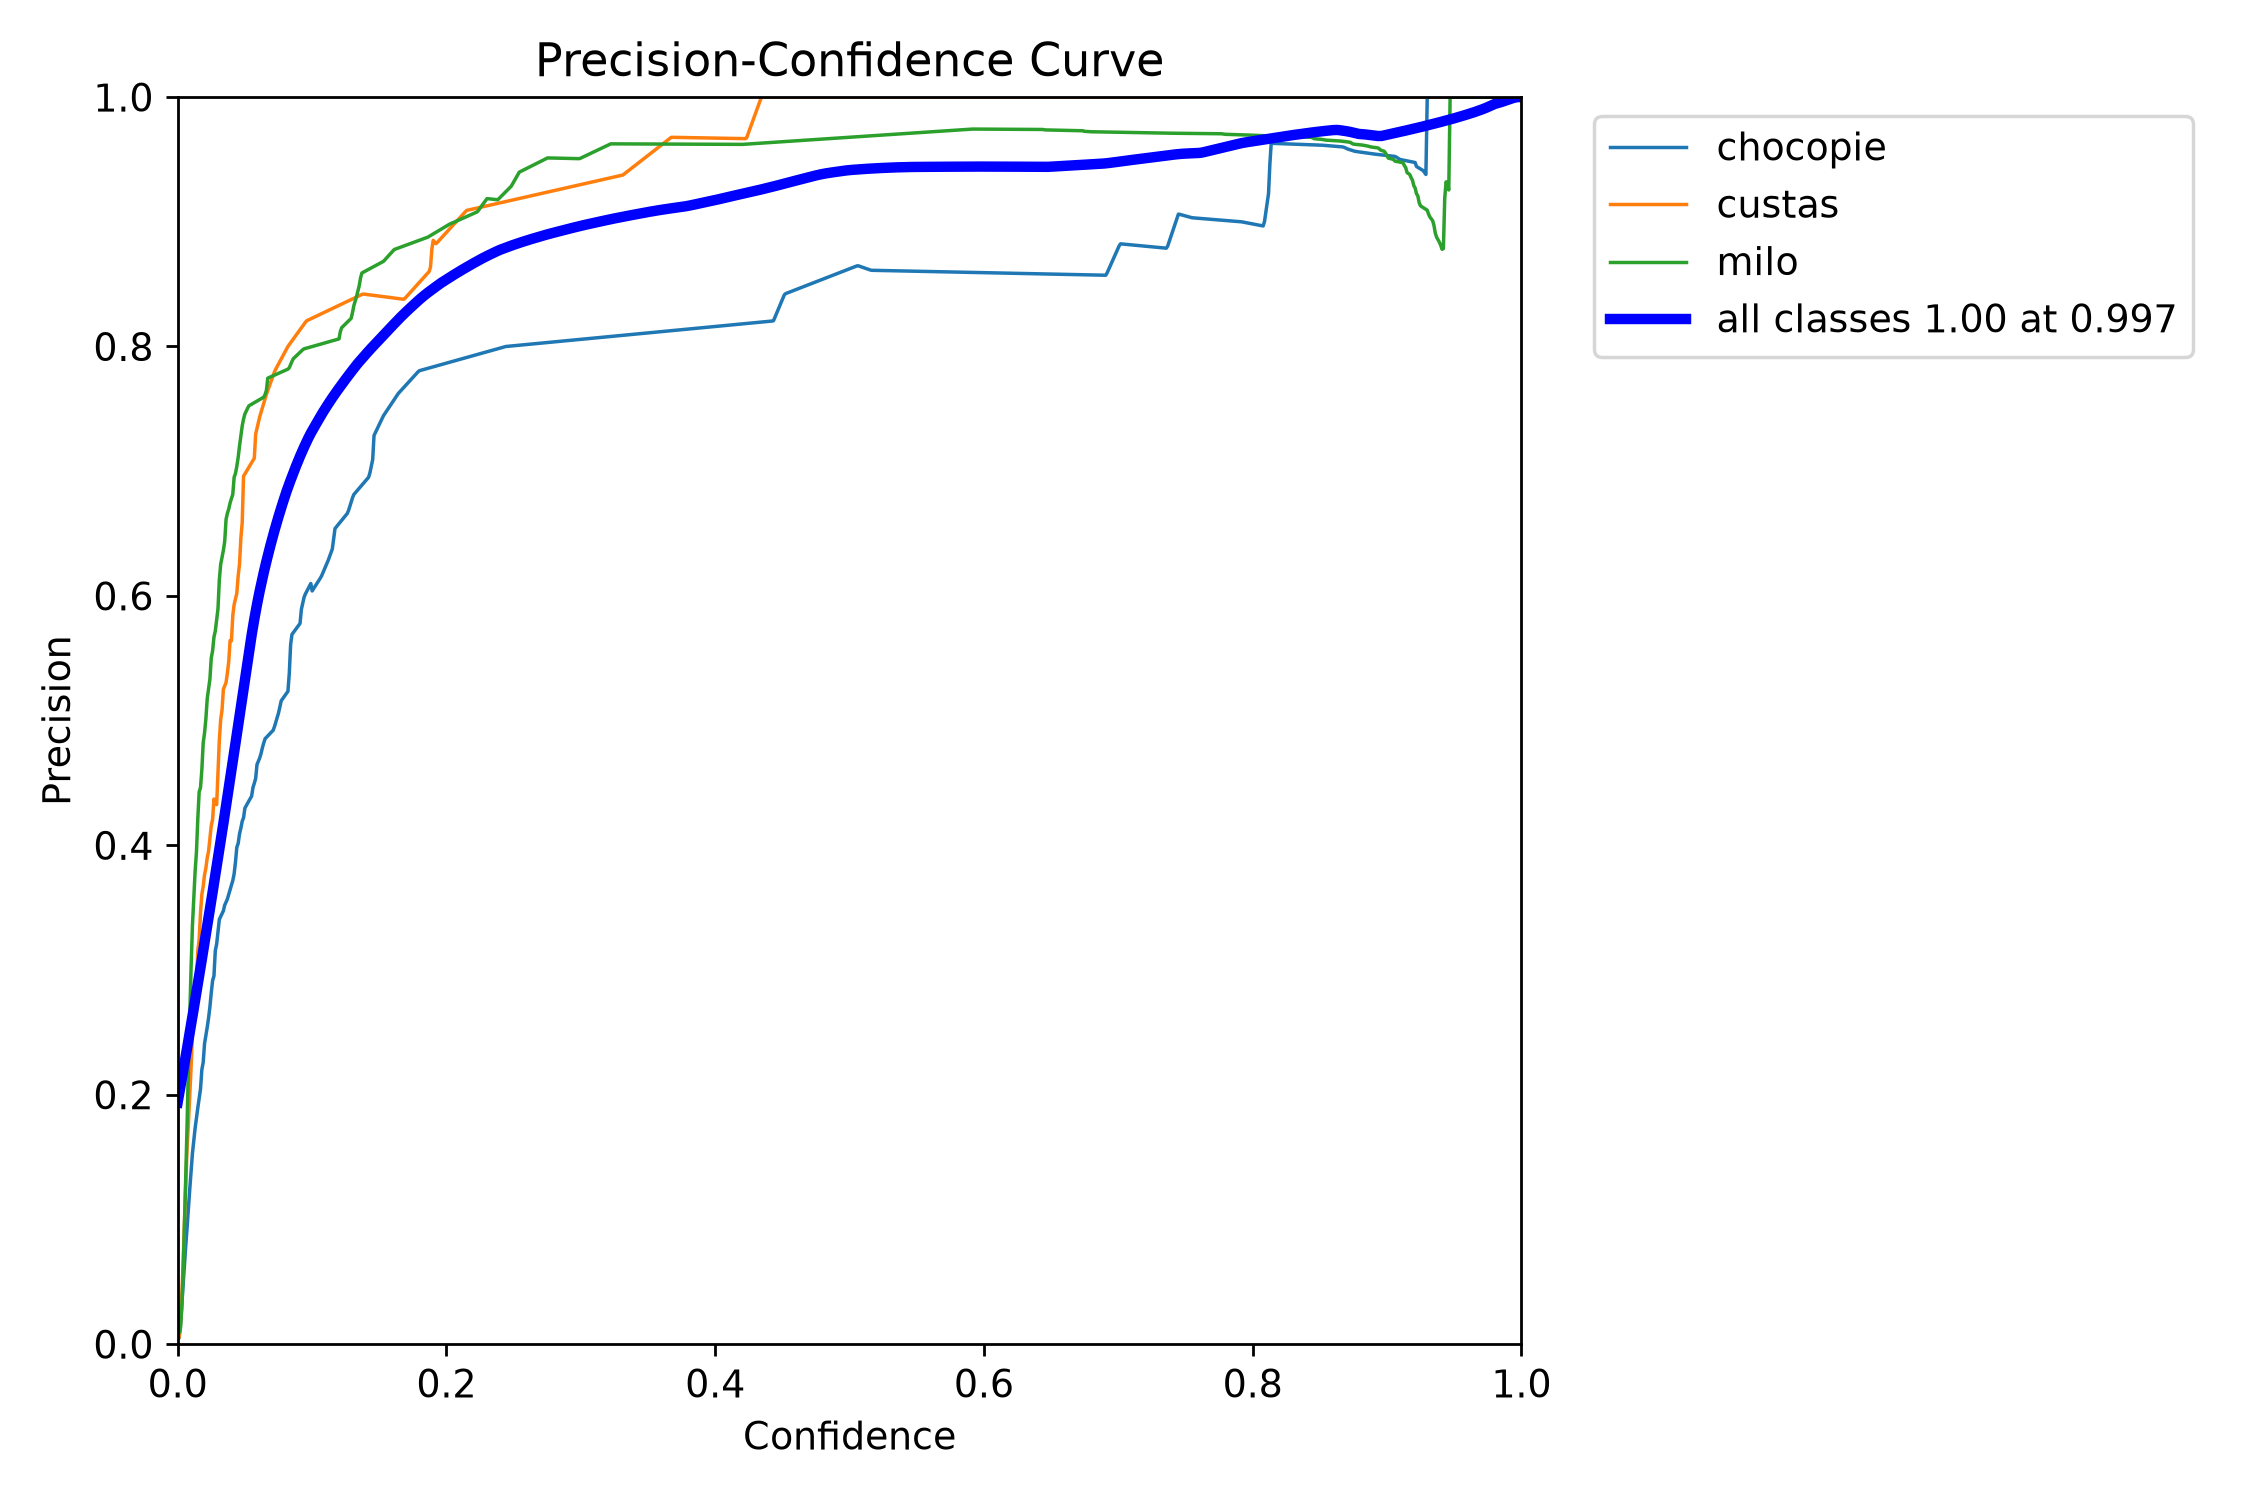 Precision-Confidence Curve
1.0
0.8
0.6
0.4
0.2
0.0
Precision
0.0 0.2 0.4 0.6 0.8 1.0
Confidence
chocopie
custas
milo
all classes 1.00 at 0.997